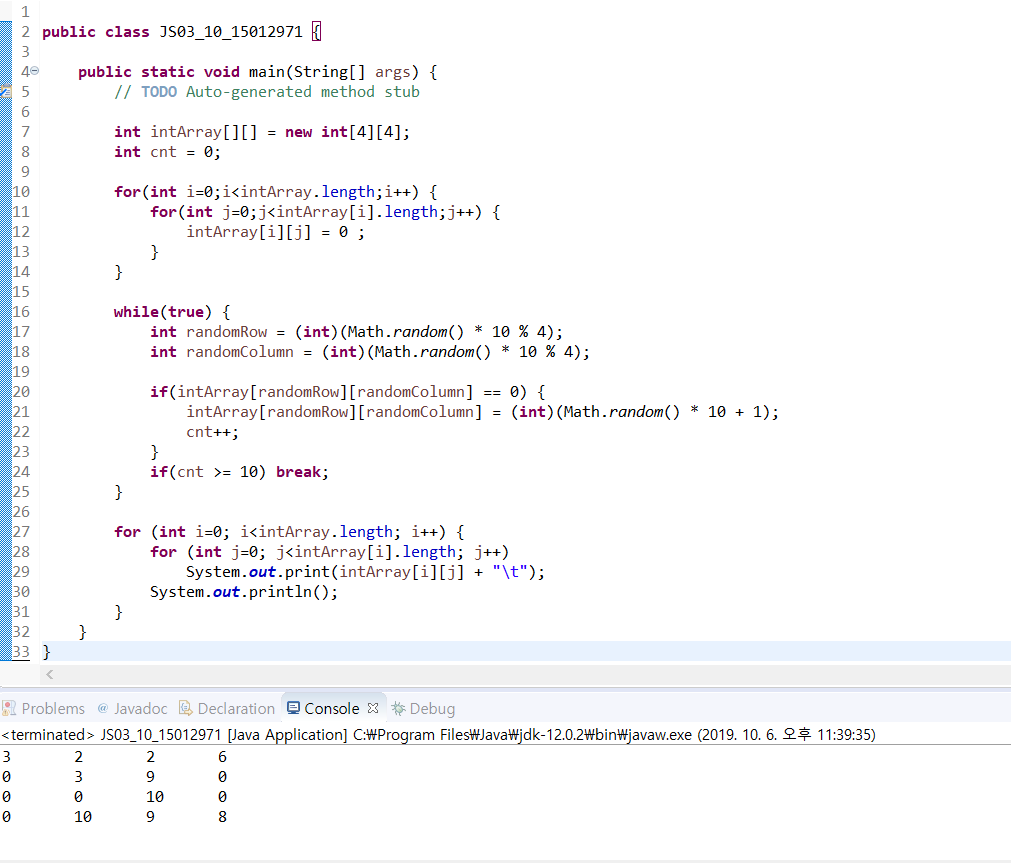 1
2 public class JS03_10_15012971 {
3
4 public static void main(String[] args) {
5 // TODO Auto-generated method stub
6
7 int intArray[][] = new int[4][4];
8 int cnt = 0;
9
10 for(int i=0;i<intArray.length;i++) {
11 for(int j=0;j<intArray[i].length;j++) {
12 intArray[i][j] = 0 ;
13 }
14 }
15
16 while(true) {
17 int randomRow = (int)(Math.random() * 10 % 4);
18 int randomColumn = (int)(Math.random() * 10 % 4);
19
20 if(intArray[randomRow][randomColumn] == 0) {
21 intArray[randomRow][randomColumn] = (int)(Math.random() * 10 + 1);
22 cnt++;
23 }
24 if(cnt >= 10) break;
25 }
26
27 for (int i=0; i<intArray.length; i++) {
28 for (int j=0; j<intArray[i].length; j++)
29 System.out.print(intArray[i][j] + "\t");
30 System.out.println();
31 }
32 }
33 }
Problems @ Javadoc Declaration Console Debug
<terminated> JS03_10_15012971 [Java Application] C:₩Program Files₩Java₩jdk-12.0.2₩bin₩javaw.exe (2019. 10. 6. 오후 11:39:35)
3 2 2 6
0 3 9 0
0 0 10 0
0 10 9 8